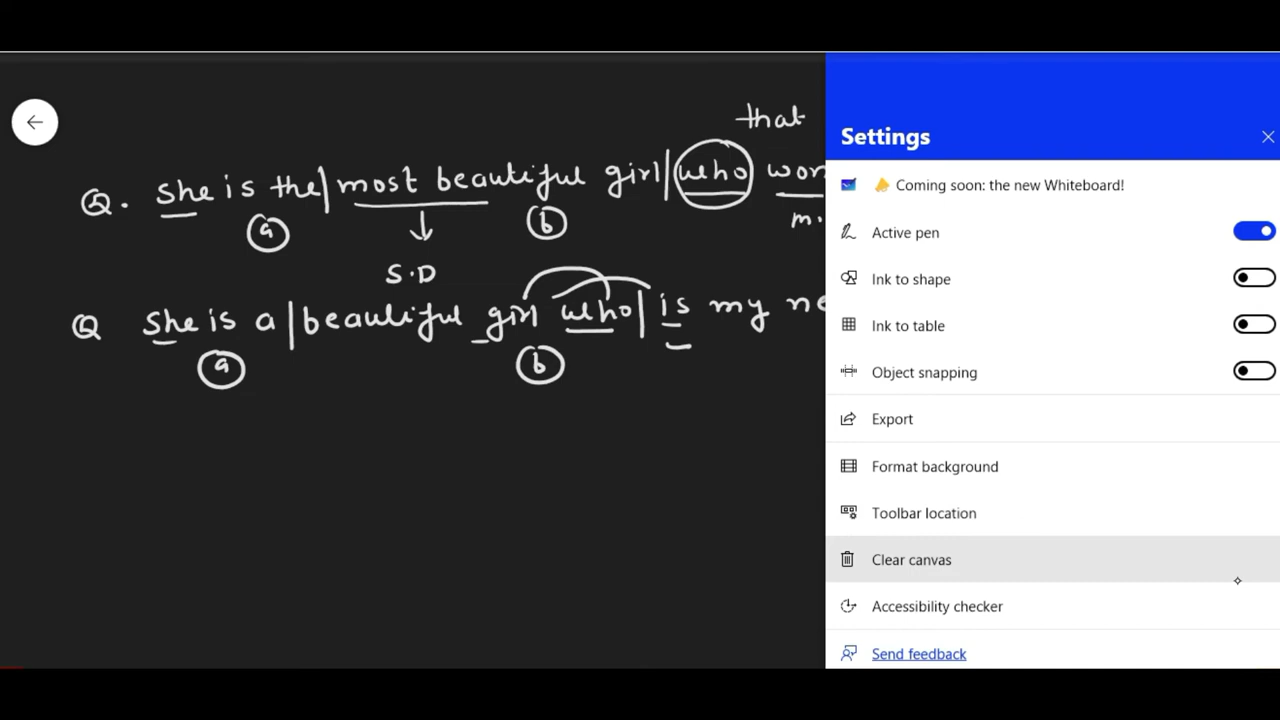 that
Q. She is the| most beautiful girl| who
a b m.
S.D
Q She is a| beautiful girl who| is my
a b
Settings
Coming soon: the new Whiteboard!
Active pen
Ink to shape
Ink to table
Object snapping
Export
Format background
Toolbar location
Clear canvas
Accessibility checker
Send feedback